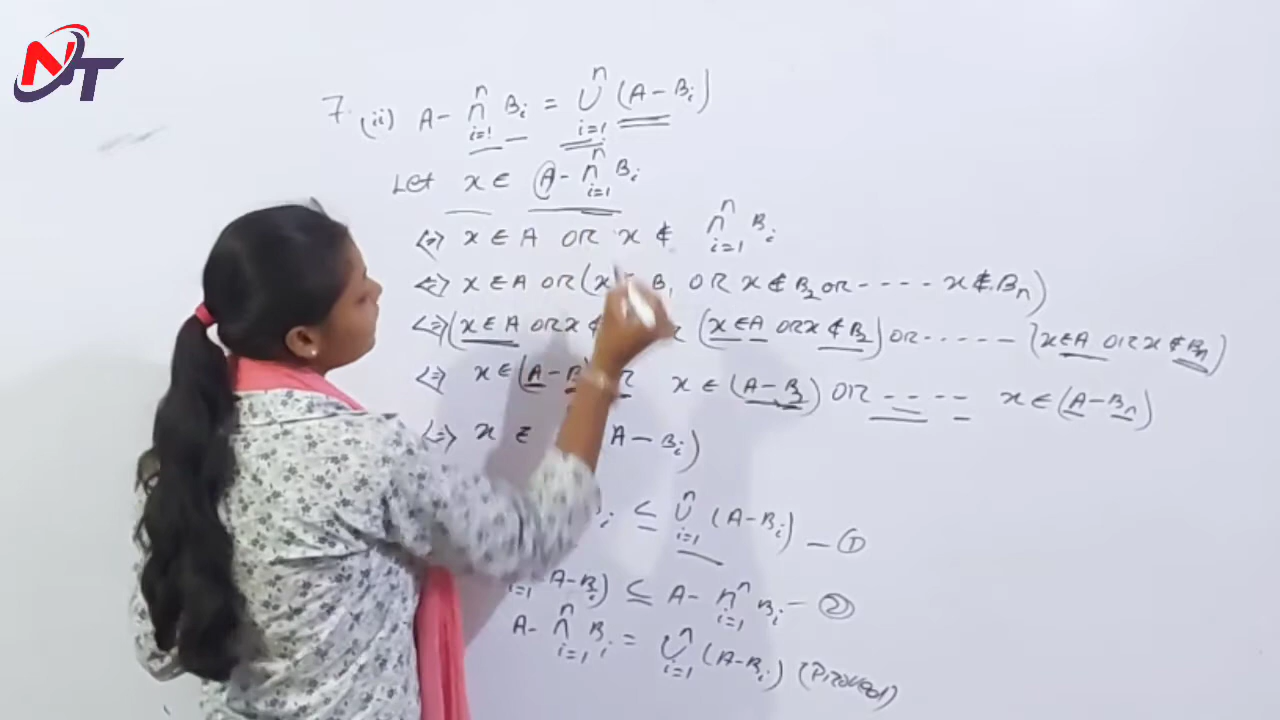 NT
7. (ii) A - ⋂ⁿᵢ₌₁ Bᵢ = ⋃ⁿᵢ₌₁ (A - Bᵢ)
Let x ∈ A - ⋂ⁿᵢ₌₁ Bᵢ
⇔ x ∈ A OR x ∉ ⋂ⁿᵢ₌₁ Bᵢ
⇔ x ∈ A OR (x B₁ OR x ∉ B₂ OR ---- x ∉ Bₙ)
⇔ (x ∈ A OR x ∉ (x ∈ A OR x ∉ B₂) OR ------ (x ∈ A OR x ∉ Bₙ)
⇔ x ∈ (A - B) OR x ∈ (A - B₂) OR ---- x ∈ (A - Bₙ)
⇔ x ∈ A - Bᵢ)
Bᵢ ⊆ ⋃ⁿᵢ₌₁ (A - Bᵢ) — ①
ᵢ₌₁ A - Bᵢ) ⊆ A - ⋂ⁿᵢ₌₁ Bᵢ — ②
A - ⋂ⁿᵢ₌₁ Bᵢ = ⋃ⁿᵢ₌₁ (A - Bᵢ) (Proved)